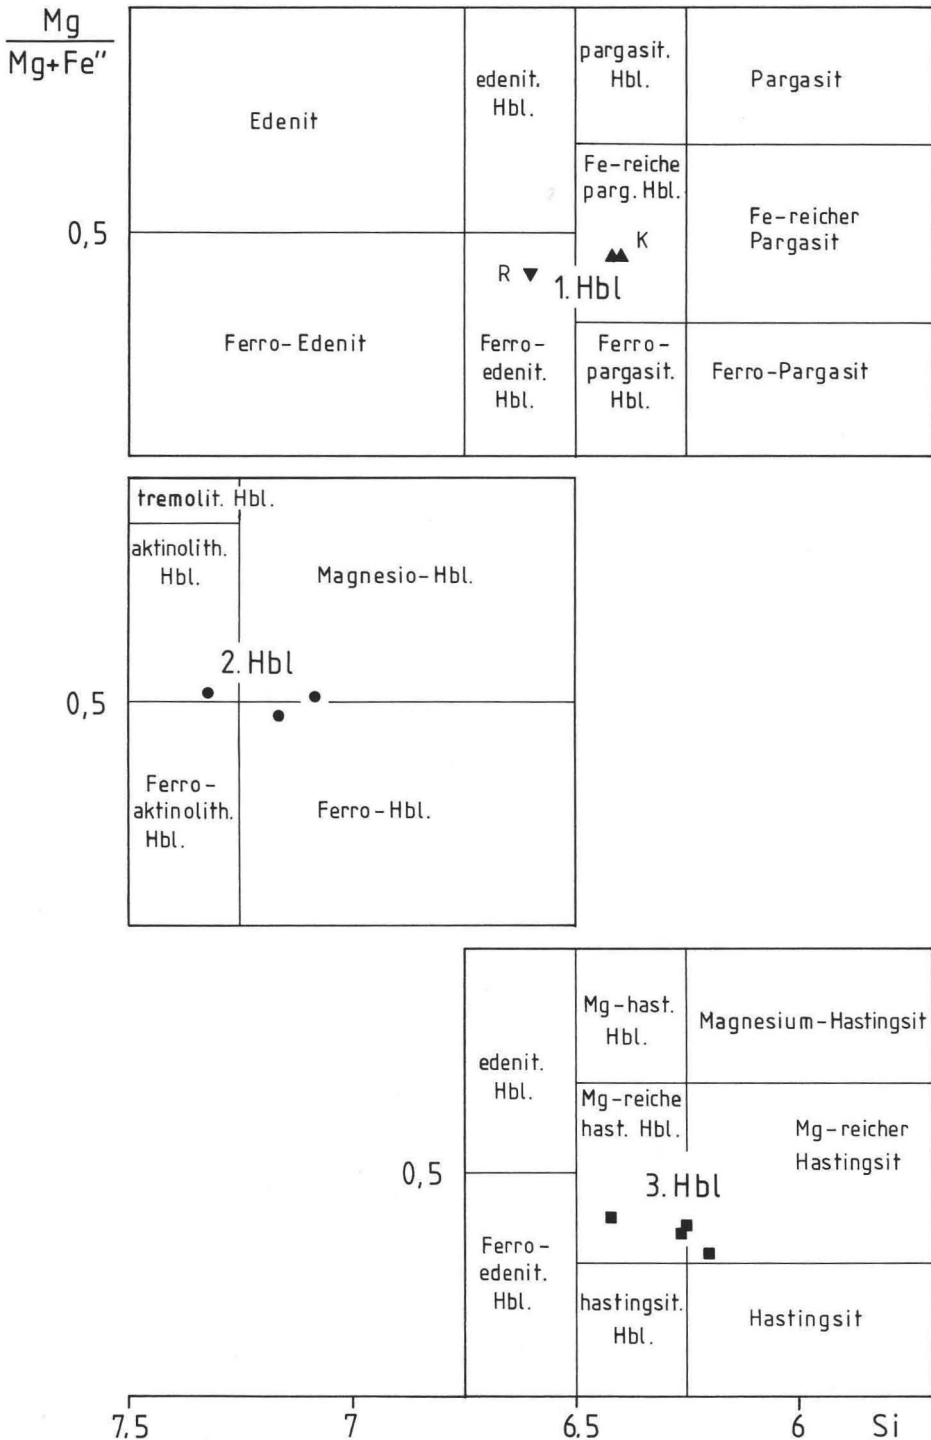 Mg
Mg+Fe''
Edenit
edenit.
Hbl.
pargasit.
Hbl.
Pargasit
Fe-reiche
parg. Hbl.
Fe-reicher
Pargasit
0,5
K
R
1. Hbl
Ferro-Edenit
Ferro-
edenit.
Hbl.
Ferro-
pargasit.
Hbl.
Ferro-Pargasit
tremolit. Hbl.
aktinolith.
Hbl.
Magnesio-Hbl.
2. Hbl
0,5
Ferro-
aktinolith.
Hbl.
Ferro-Hbl.
edenit.
Hbl.
Mg-hast.
Hbl.
Magnesium-Hastingsit
Mg-reiche
hast. Hbl.
Mg-reicher
Hastingsit
0,5
3. Hbl
Ferro-
edenit.
Hbl.
hastingsit.
Hbl.
Hastingsit
7,5 7 6,5 6 Si